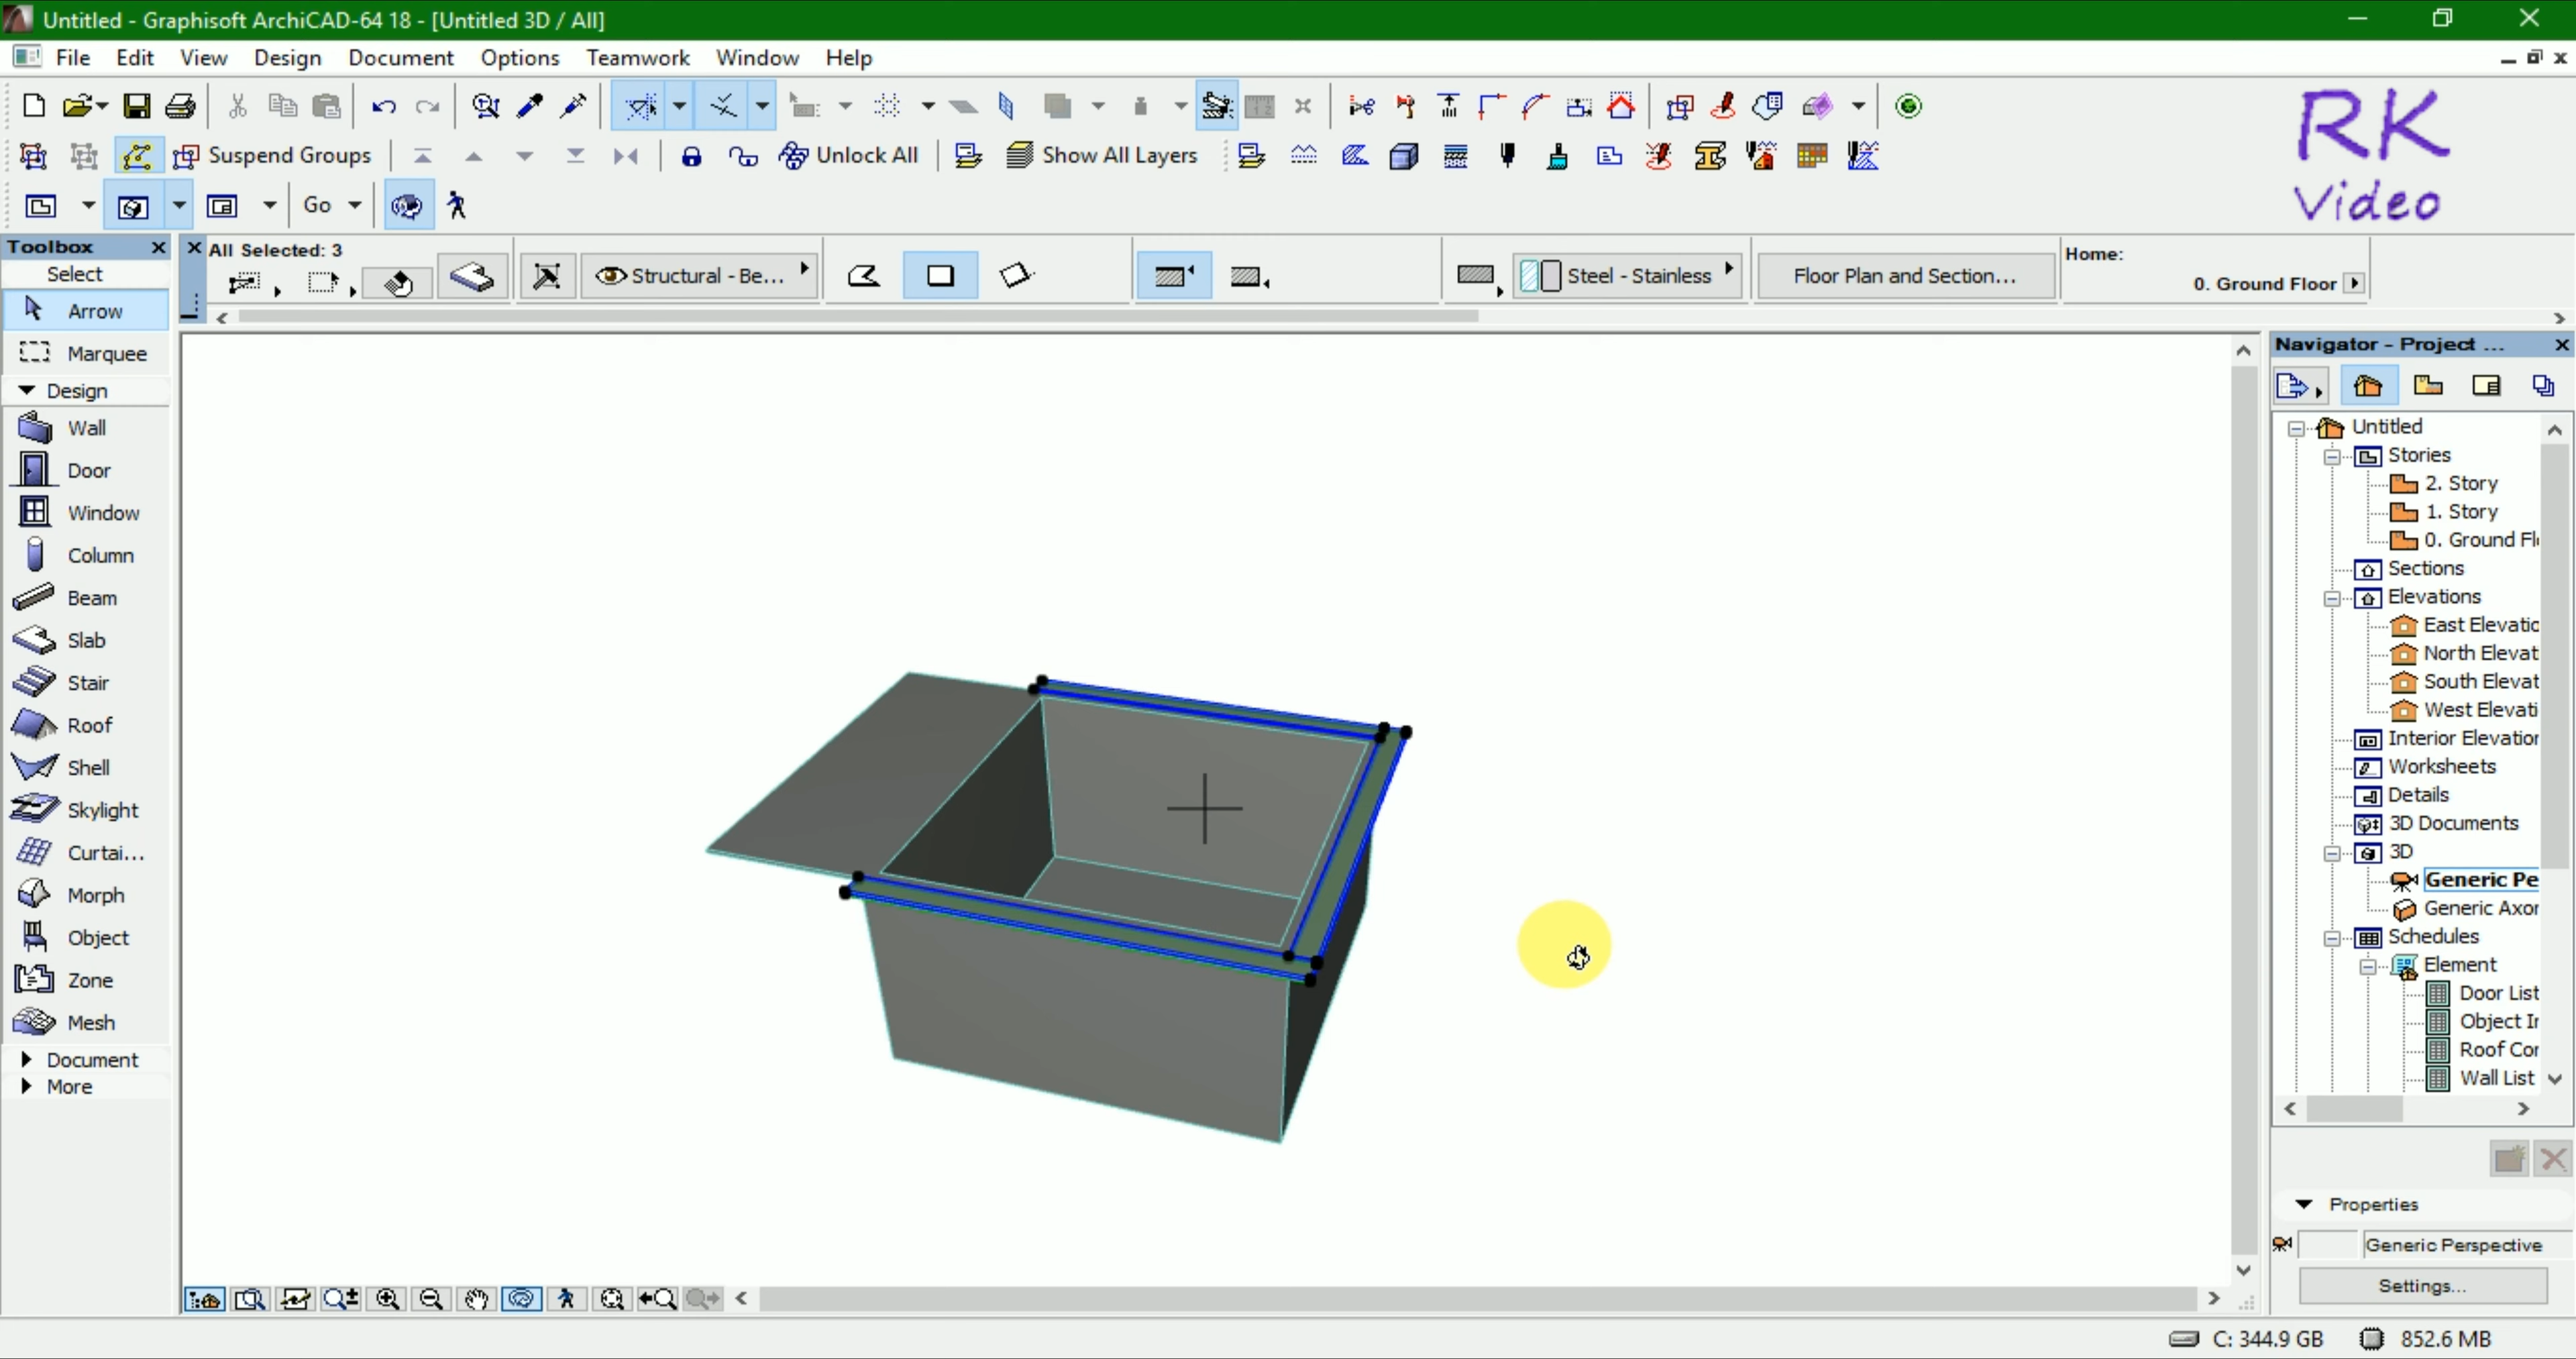 Untitled - Graphisoft ArchiCAD-64 18 - [Untitled 3D / All]
File Edit View Design Document Options Teamwork Window Help
RK
Video
Suspend Groups Unlock All Show All Layers
Go
Toolbox
Select
Arrow
Marquee
Design
Wall
Door
Window
Column
Beam
Slab
Stair
Roof
Shell
Skylight
Curtai...
Morph
Object
Zone
Mesh
Document
More
All Selected: 3
Structural - Be...
Steel - Stainless
Floor Plan and Section...
Home:
0. Ground Floor
Navigator - Project ...
Untitled
Stories
2. Story
1. Story
0. Ground Fl
Sections
Elevations
East Elevatio
North Elevat
South Elevat
West Elevati
Interior Elevation
Worksheets
Details
3D Documents
3D
Generic Pe
Generic Axor
Schedules
Element
Door List
Object Ir
Roof Cor
Wall List
Properties
Generic Perspective
Settings...
C: 344.9 GB 852.6 MB